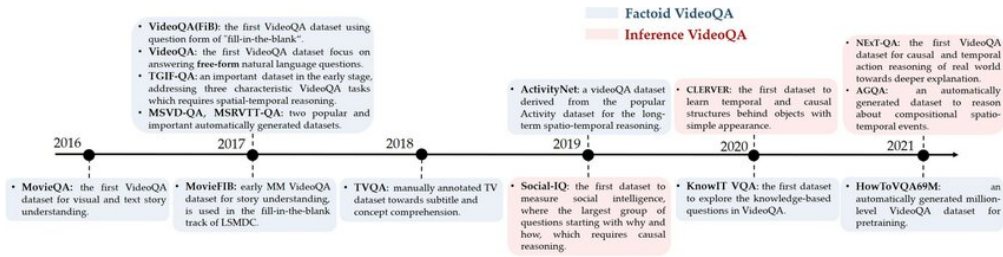 Factoid VideoQA
Inference VideoQA
• VideoQA(FiB): the first VideoQA dataset using
question form of "fill-in-the-blank".
• VideoQA: the first VideoQA dataset focus on
answering free-form natural language questions.
• TGIF-QA: an important dataset in the early stage,
addressing three characteristic VideoQA tasks
which requires spatial-temporal reasoning.
• MSVD-QA, MSRVTT-QA: two popular and
important automatically generated datasets.
• ActivityNet: a videoQA dataset
derived from the popular
Activity dataset for the long-
term spatio-temporal reasoning.
• CLERVER: the first dataset to
learn temporal and causal
structures behind objects with
simple appearance.
• NExT-QA: the first VideoQA
dataset for causal and temporal
action reasoning of real world
towards deeper explanation.
• AGQA: an automatically
generated dataset to reason
about compositional spatio-
temporal events.
2016
2017
2018
2019
2020
2021
• MovieQA: the first VideoQA
dataset for visual and text story
understanding.
• MovieFIB: early MM VideoQA
dataset for story understanding,
is used in the fill-in-the-blank
track of LSMDC.
• TVQA: manually annotated TV
dataset towards subtitle and
concept comprehension.
• Social-IQ: the first dataset to
measure social intelligence,
where the largest group of
questions starting with why and
how, which requires causal
reasoning.
• KnowIT VQA: the first dataset
to explore the knowledge-based
questions in VideoQA.
• HowToVQA69M: an
automatically generated million-
level VideoQA dataset for
pretraining.